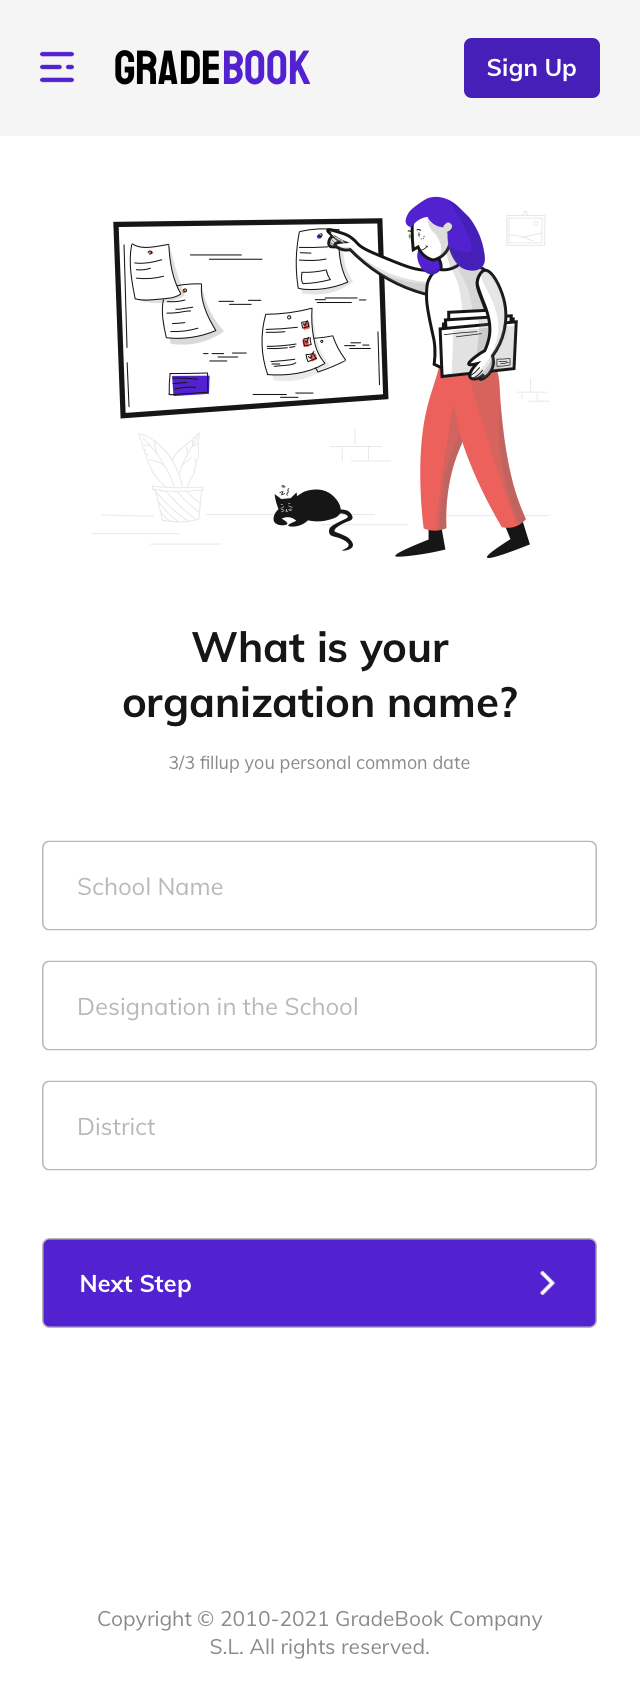 GRADEBOOK
Sign Up
What is your
organization name?
3/3 fillup you personal common date
School Name
Designation in the School
District
Next Step
Copyright © 2010-2021 GradeBook Company
S.L. All rights reserved.